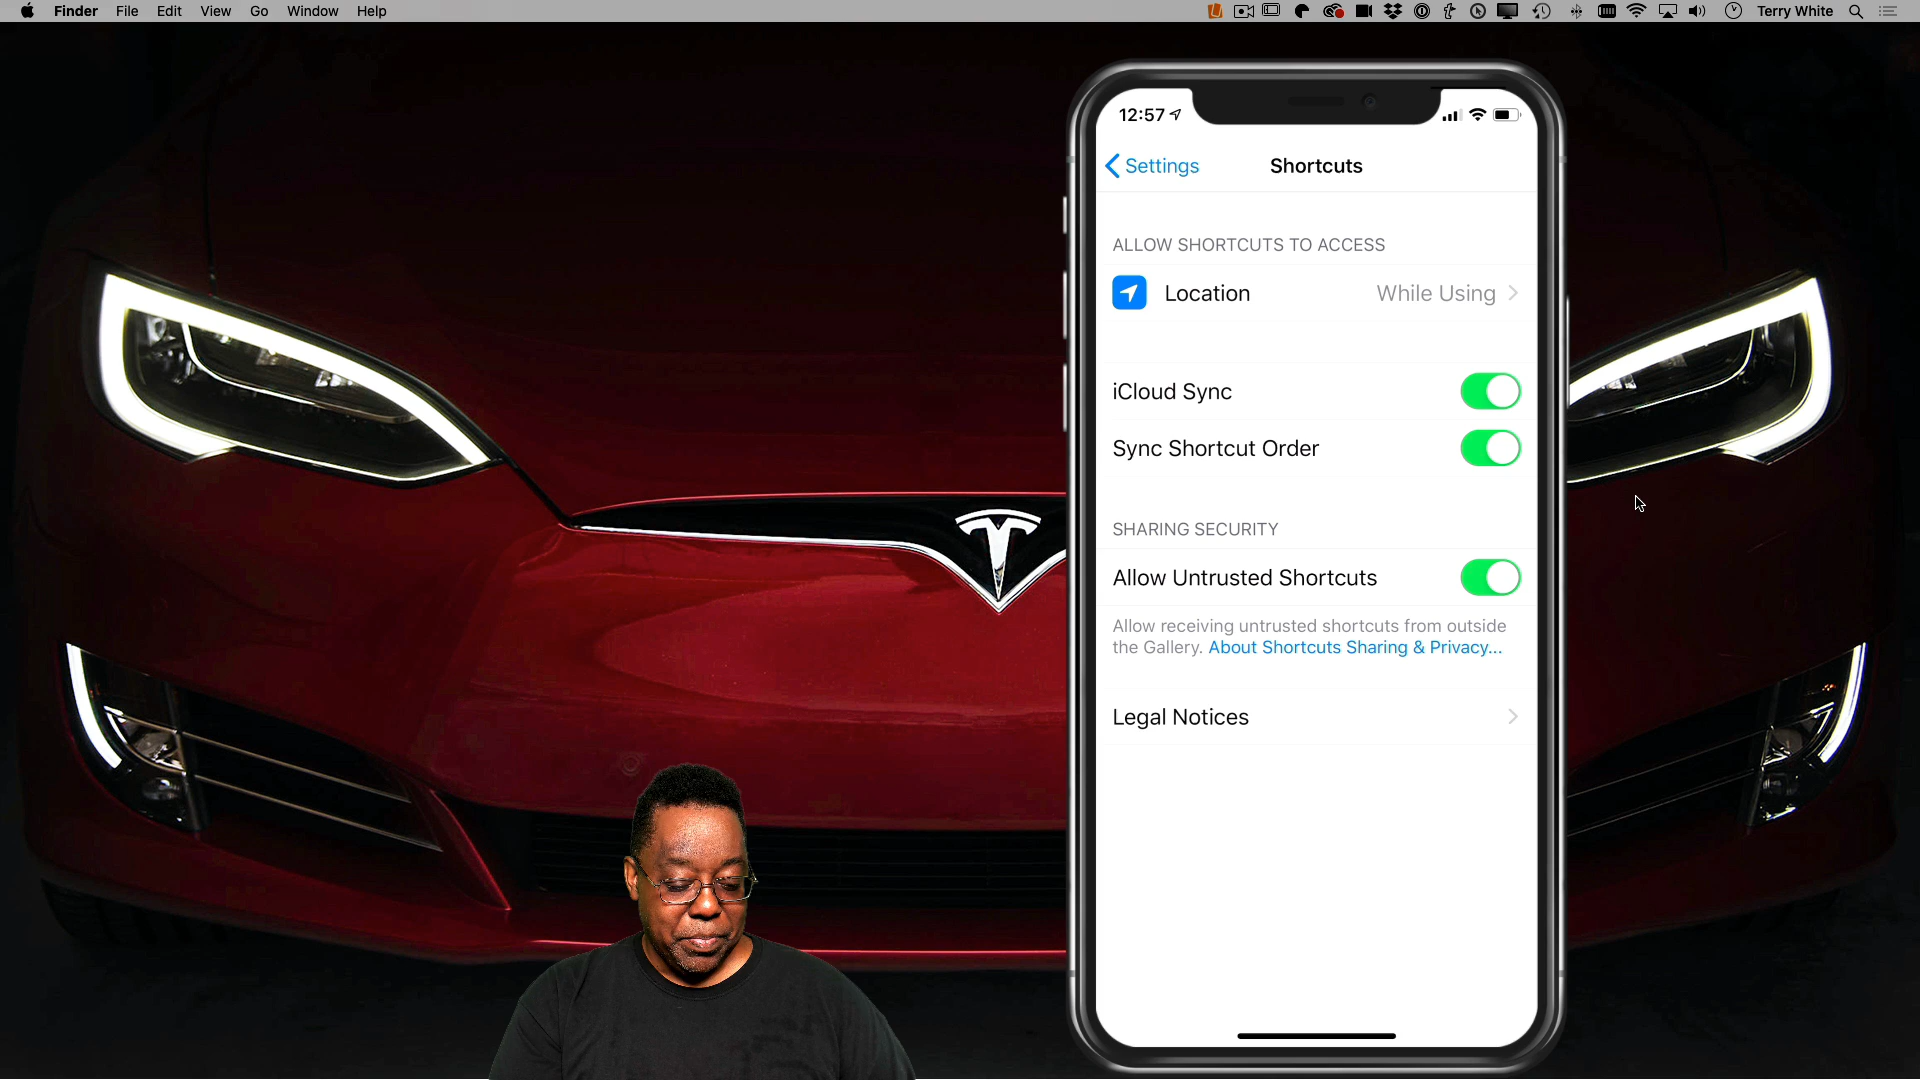 Finder File Edit View Go Window Help Terry White
12:57
Settings Shortcuts
ALLOW SHORTCUTS TO ACCESS
Location While Using
iCloud Sync
Sync Shortcut Order
SHARING SECURITY
Allow Untrusted Shortcuts
Allow receiving untrusted shortcuts from outside
the Gallery. About Shortcuts Sharing & Privacy...
Legal Notices